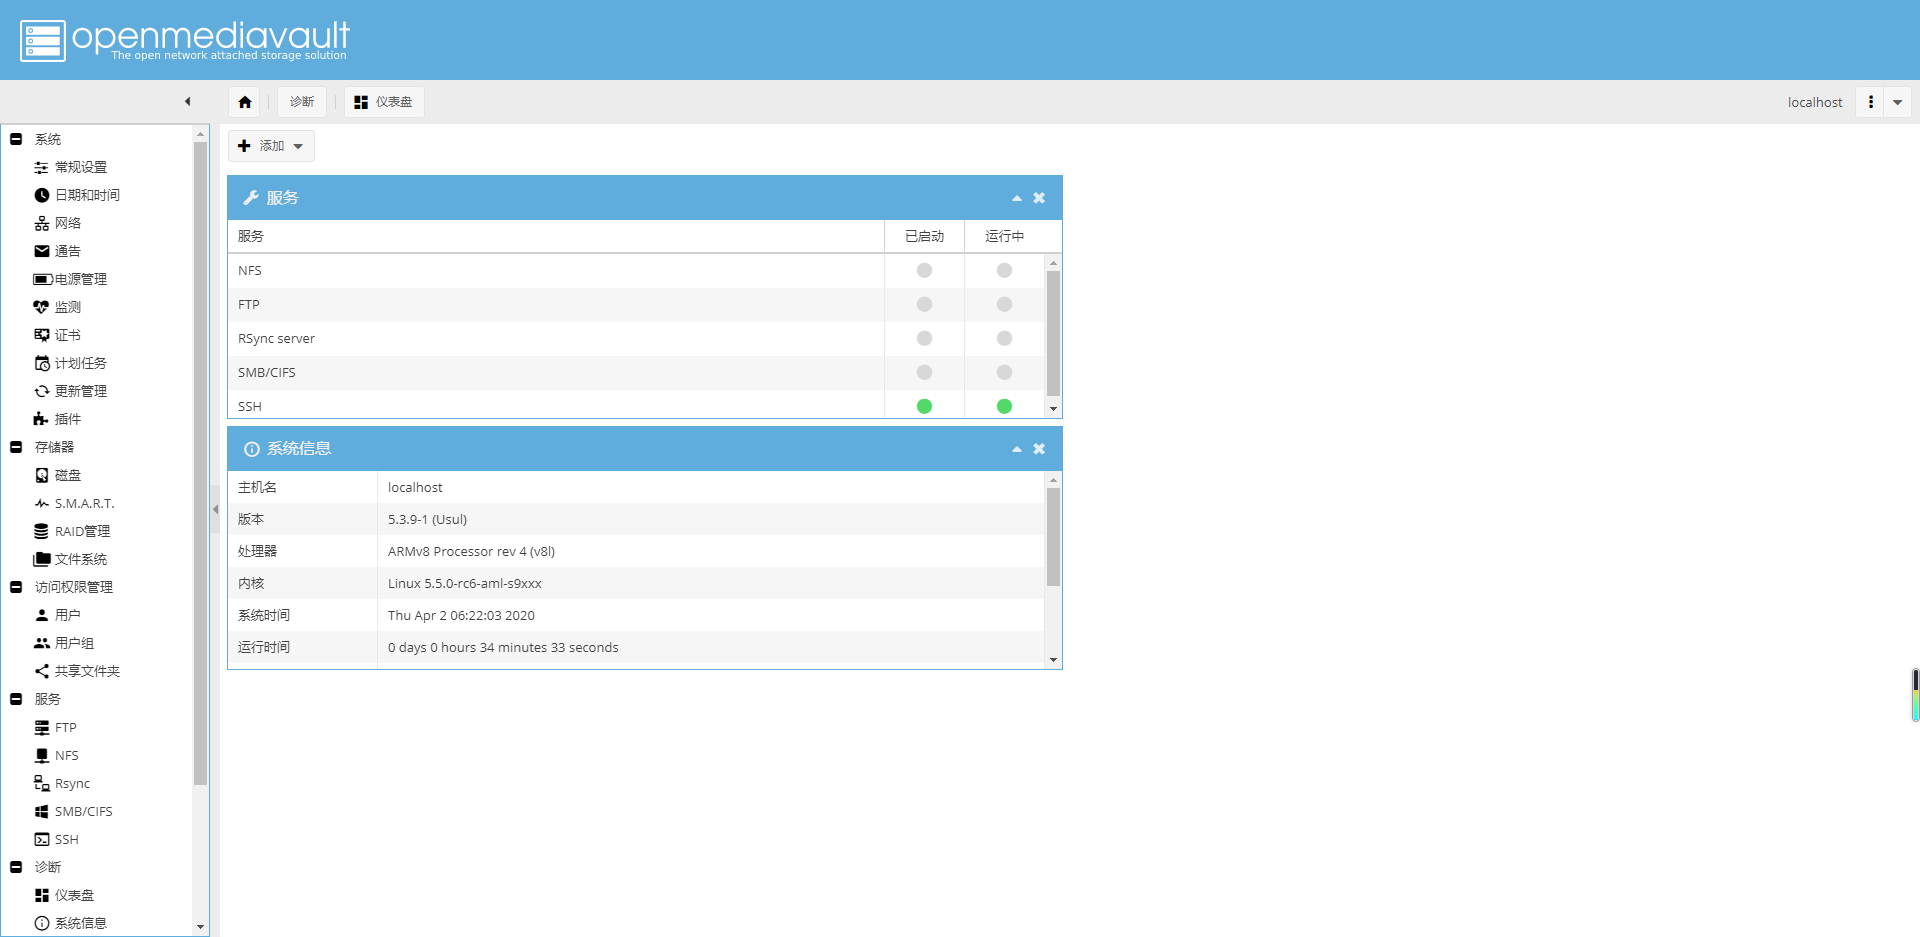 openmediavault
The open network attached storage solution
诊断
仪表盘
localhost
系统
常规设置
日期和时间
网络
通告
电源管理
监测
证书
计划任务
更新管理
插件
存储器
磁盘
S.M.A.R.T.
RAID管理
文件系统
访问权限管理
用户
用户组
共享文件夹
服务
FTP
NFS
Rsync
SMB/CIFS
SSH
诊断
仪表盘
系统信息
添加
服务
服务 已启动 运行中
NFS
FTP
RSync server
SMB/CIFS
SSH
系统信息
主机名 localhost
版本 5.3.9-1 (Usul)
处理器 ARMv8 Processor rev 4 (v8l)
内核 Linux 5.5.0-rc6-aml-s9xxx
系统时间 Thu Apr 2 06:22:03 2020
运行时间 0 days 0 hours 34 minutes 33 seconds